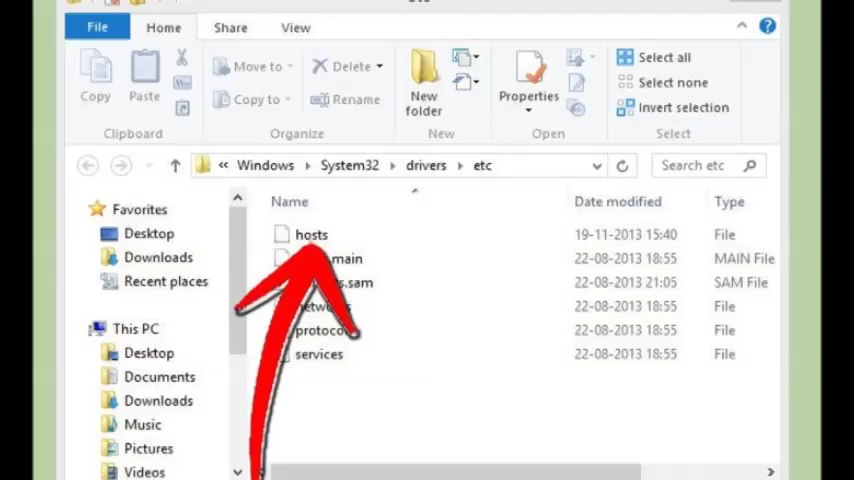 File Home Share View
Copy
Paste
Move to
Copy to
Delete
Rename
New folder
Properties
Select all
Select none
Invert selection
Clipboard Organize New Open Select
Windows System32 drivers etc Search etc
Name Date modified Type
Favorites
Desktop
Downloads
Recent places
This PC
Desktop
Documents
Downloads
Music
Pictures
Videos
hosts 19-11-2013 15:40 File
main 22-08-2013 18:55 MAIN File
.sam 22-08-2013 21:05 SAM File
22-08-2013 18:55 File
22-08-2013 18:55 File
services 22-08-2013 18:55 File